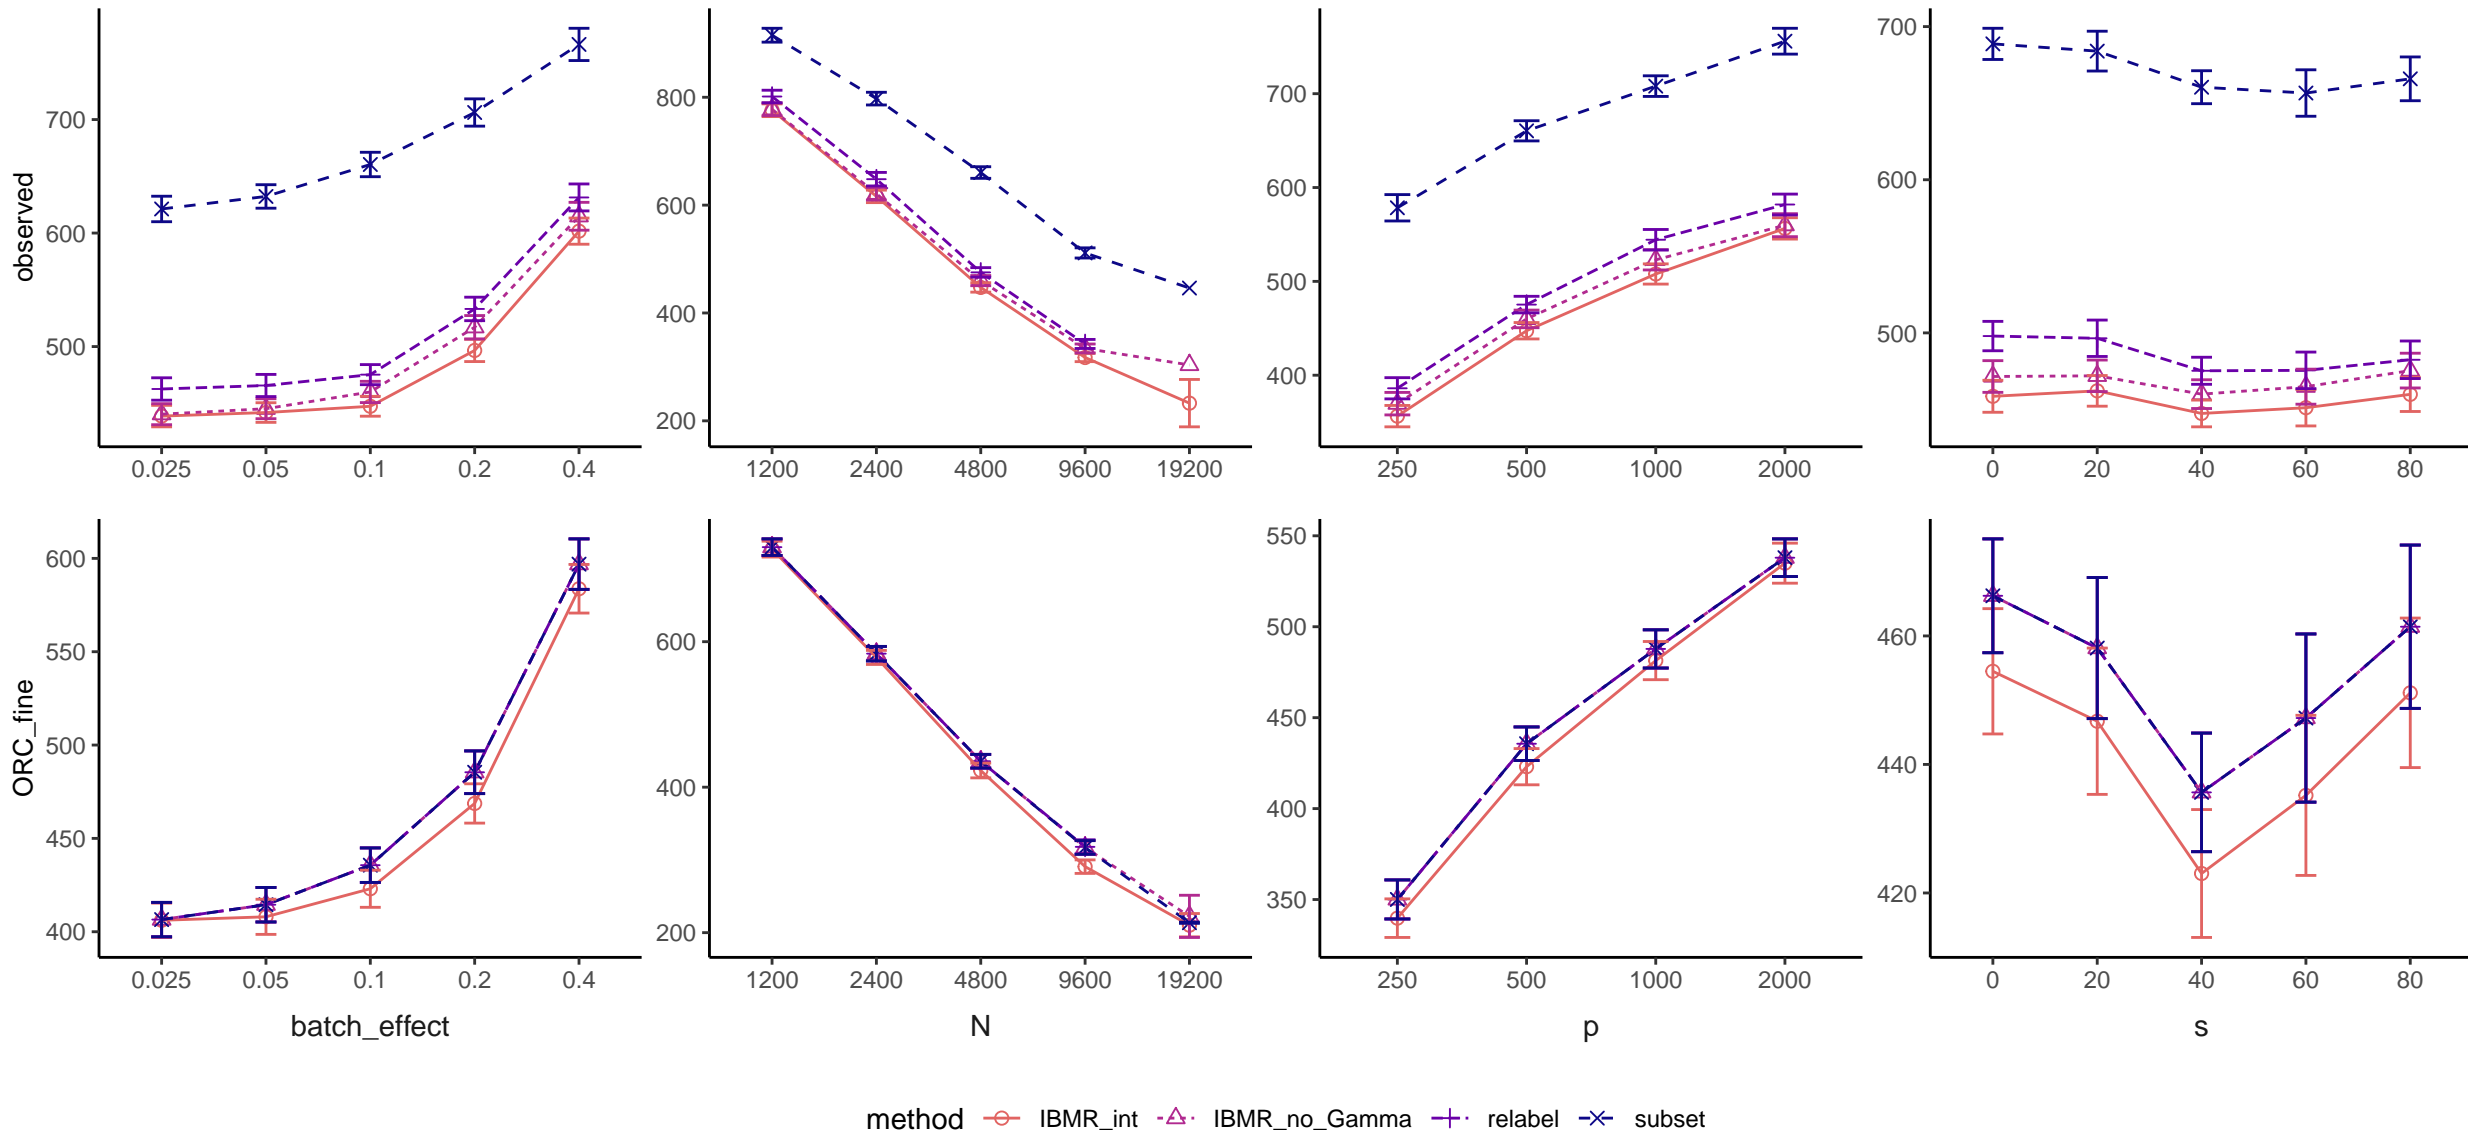 observed
700
600
500
0.025 0.05 0.1 0.2 0.4
800
600
400
200
1200 2400 4800 9600 19200
700
600
500
400
250 500 1000 2000
700
600
500
0 20 40 60 80
ORC_fine
600
550
500
450
400
0.025 0.05 0.1 0.2 0.4
batch_effect
600
400
200
1200 2400 4800 9600 19200
N
550
500
450
400
350
250 500 1000 2000
p
460
440
420
0 20 40 60 80
s
method IBMR_int IBMR_no_Gamma relabel subset